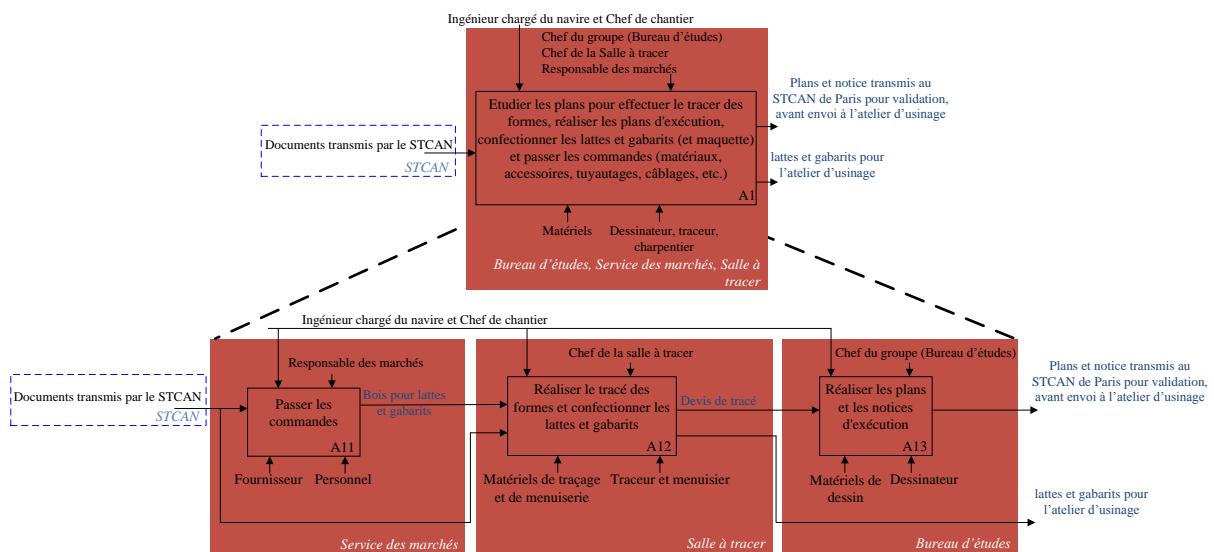 Ingénieur chargé du navire et Chef de chantier
Chef du groupe (Bureau d'études)
Chef de la Salle à tracer
Responsable des marchés
Plans et notice transmis au
STCAN de Paris pour validation,
avant envoi à l'atelier d'usinage
Etudier les plans pour effectuer le tracer des
formes, réaliser les plans d'exécution,
confectionner les lattes et gabarits (et maquette)
et passer les commandes (matériaux,
accessoires, tuyautages, câblages, etc.)
A1
Documents transmis par le STCAN
STCAN
lattes et gabarits pour
l'atelier d'usinage
Matériels
Dessinateur, traceur,
charpentier
Bureau d'études, Service des marchés, Salle à
tracer
Ingénieur chargé du navire et Chef de chantier
Responsable des marchés
Chef de la salle à tracer
Chef du groupe (Bureau d'études)
Documents transmis par le STCAN
STCAN
Passer les
commandes
A11
Bois pour lattes
et gabarits
Réaliser le tracé des
formes et confectionner les
lattes et gabarits
A12
Devis de tracé
Réaliser les plans
et les notices
d'exécution
A13
Plans et notice transmis au
STCAN de Paris pour validation,
avant envoi à l'atelier d'usinage
Fournisseur
Personnel
Matériels de traçage
et de menuiserie
Traceur et menuisier
Matériels de
dessin
Dessinateur
lattes et gabarits pour
l'atelier d'usinage
Service des marchés
Salle à tracer
Bureau d'études